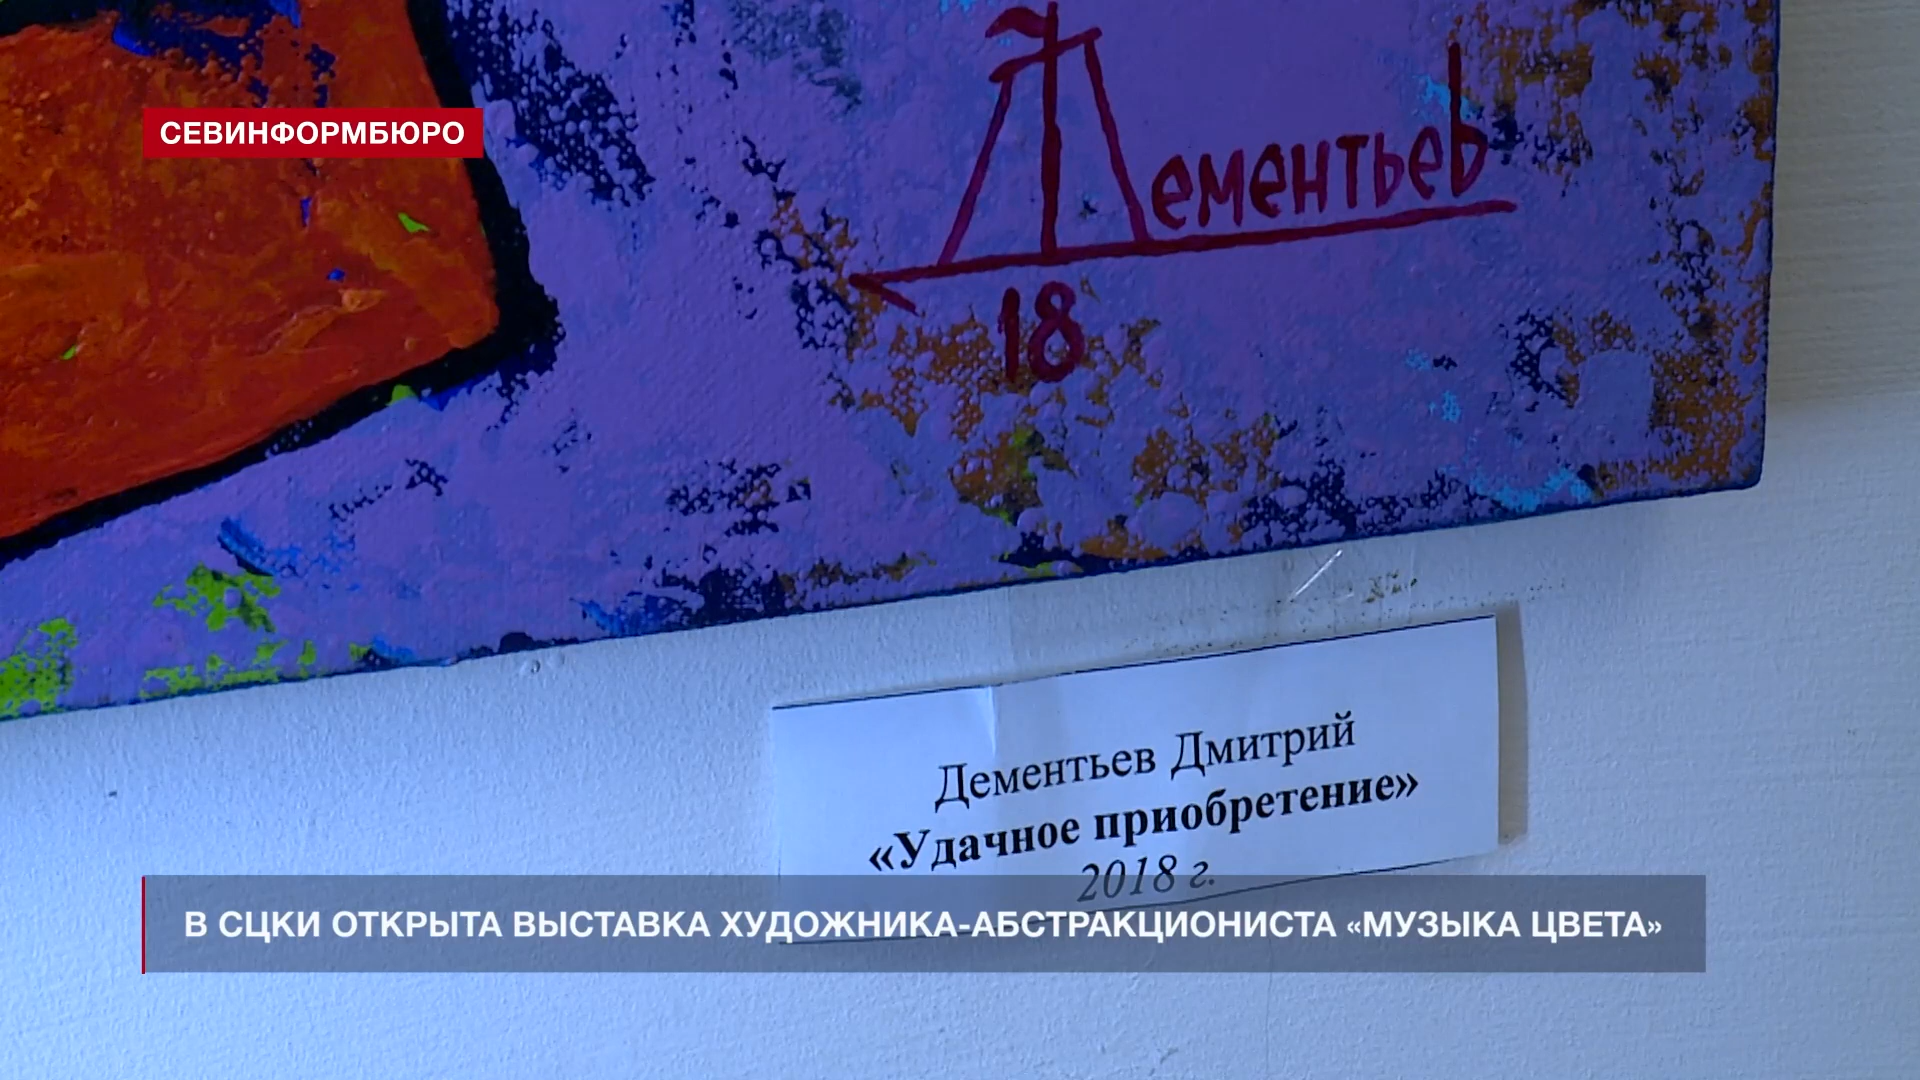 СЕВИНФОРМБЮРО
Дементьев
18
Дементьев Дмитрий
«Удачное приобретение»
2018 г.
В СЦКИ ОТКРЫТА ВЫСТАВКА ХУДОЖНИКА-АБСТРАКЦИОНИСТА «МУЗЫКА ЦВЕТА»